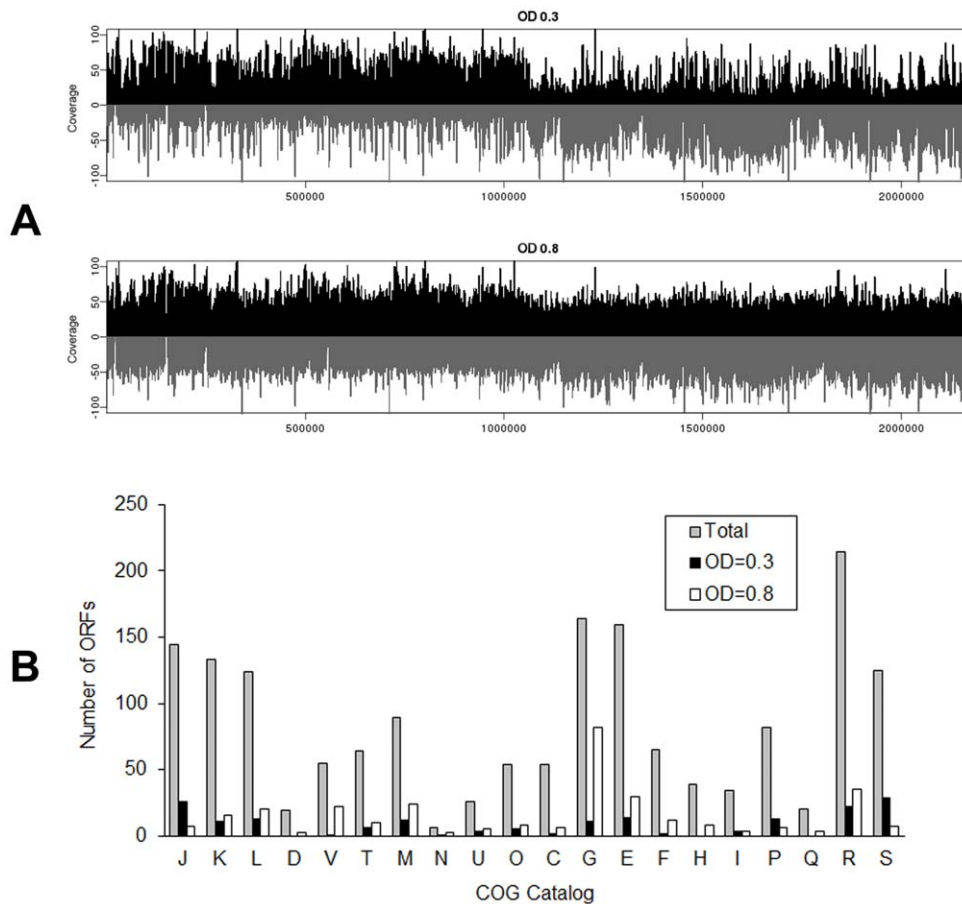 OD 0.3
Coverage
100
50
0
-50
-100
500000 1000000 1500000 2000000
A
OD 0.8
Coverage
100
50
0
-50
-100
500000 1000000 1500000 2000000
B
Number of ORFs
250
200
150
100
50
0
Total
OD=0.3
OD=0.8
J K L D V T M N U O C G E F H I P Q R S
COG Catalog